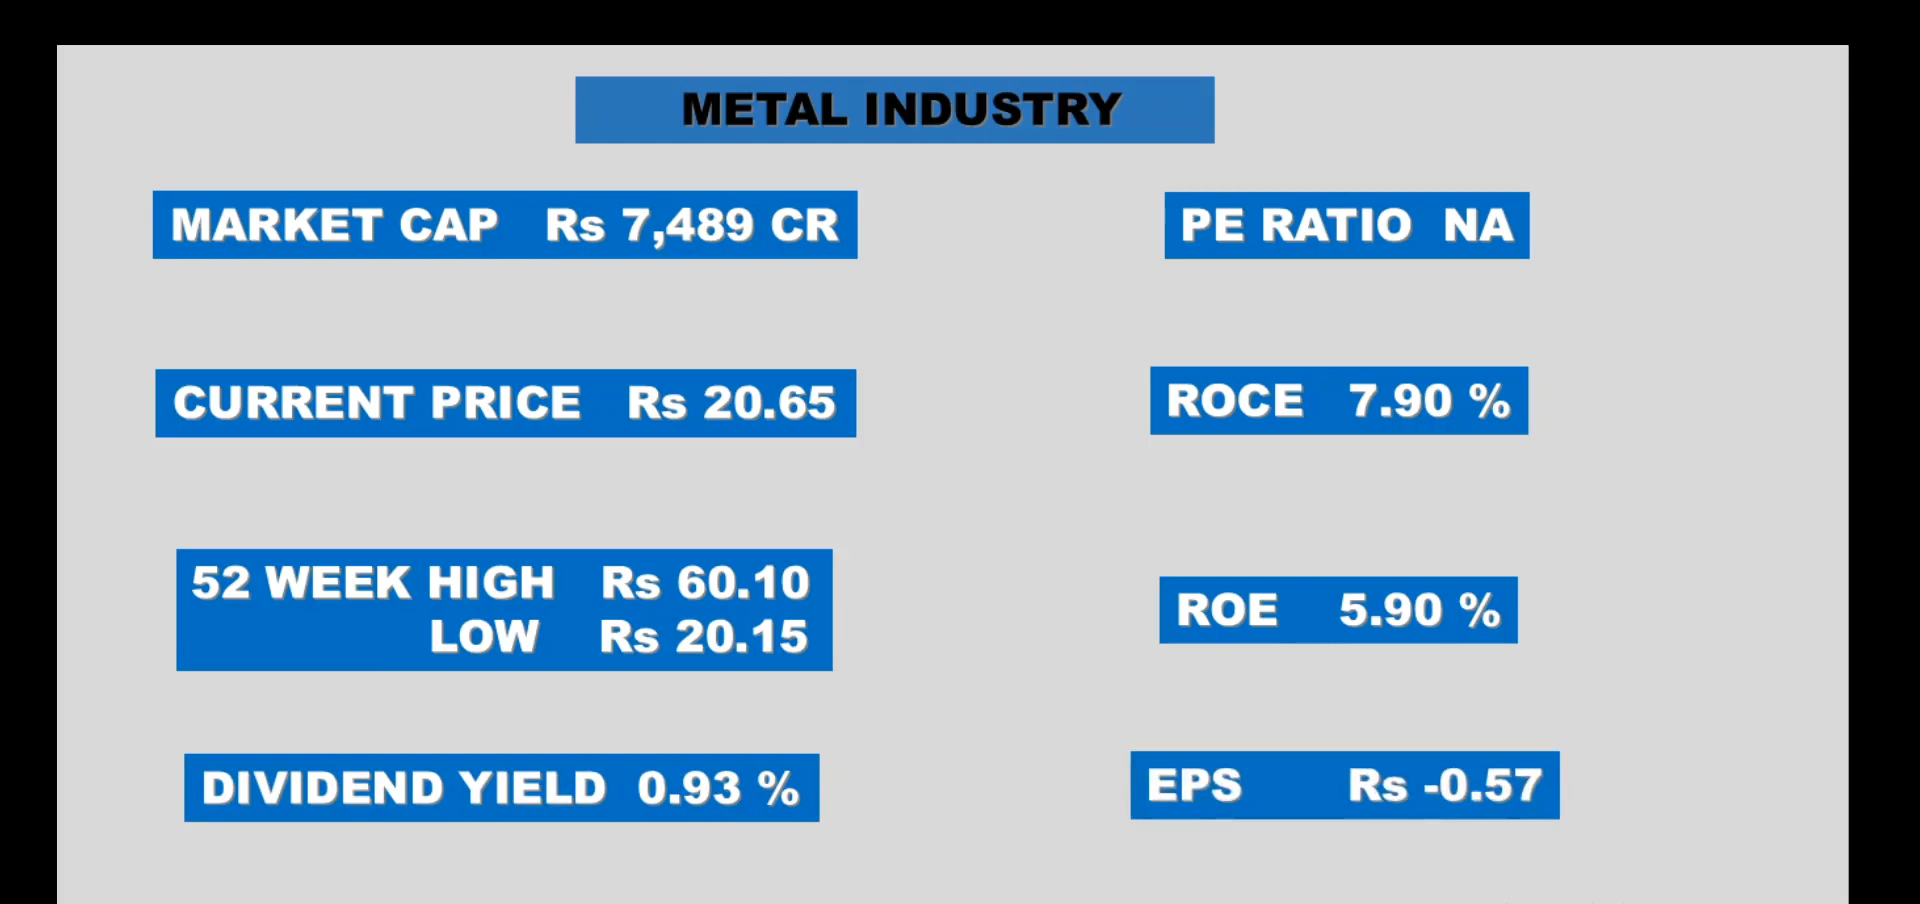 METAL INDUSTRY
MARKET CAP Rs 7,489 CR
PE RATIO NA
CURRENT PRICE Rs 20.65
ROCE 7.90 %
52 WEEK HIGH Rs 60.10
LOW Rs 20.15
ROE 5.90 %
DIVIDEND YIELD 0.93 %
EPS Rs -0.57